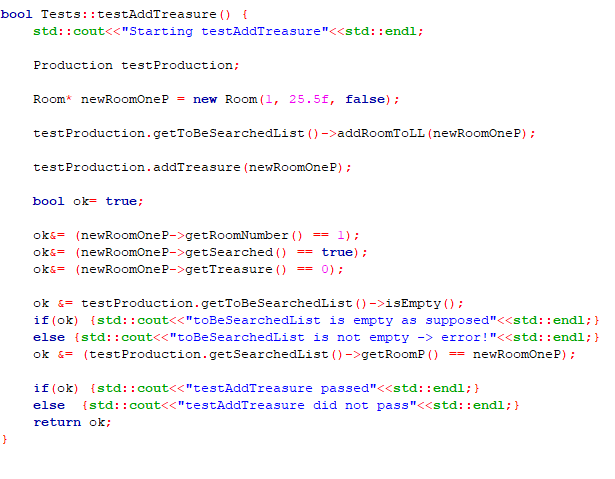 bool Tests::testAddTreasure() {
    std::cout<<"Starting testAddTreasure"<<std::endl;

    Production testProduction;

    Room* newRoomOneP = new Room(1, 25.5f, false);

    testProduction.getToBeSearchedList()->addRoomToLL(newRoomOneP);

    testProduction.addTreasure(newRoomOneP);

    bool ok= true;

    ok&= (newRoomOneP->getRoomNumber() == 1);
    ok&= (newRoomOneP->getSearched() == true);
    ok&= (newRoomOneP->getTreasure() == 0);

    ok &= testProduction.getToBeSearchedList()->isEmpty();
    if(ok) {std::cout<<"toBeSearchedList is empty as supposed"<<std::endl;}
    else {std::cout<<"toBeSearchedList is not empty -> error!"<<std::endl;}
    ok &= (testProduction.getSearchedList()->getRoomP() == newRoomOneP);

    if(ok) {std::cout<<"testAddTreasure passed"<<std::endl;}
    else  {std::cout<<"testAddTreasure did not pass"<<std::endl;}
    return ok;
}